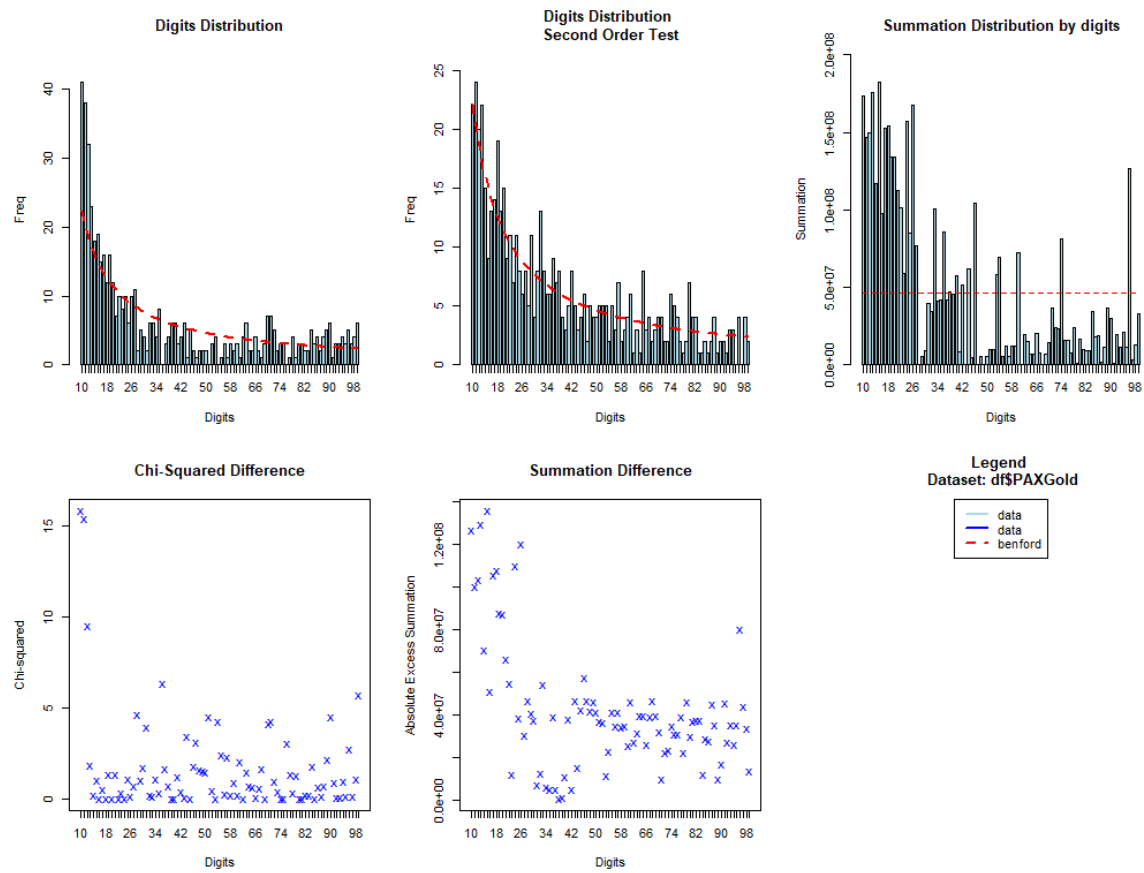 Digits Distribution
Freq
0
10
20
30
40
10 18 26 34 42 50 58 66 74 82 90 98
Digits
Digits Distribution
Second Order Test
Freq
0
5
10
15
20
25
10 18 26 34 42 50 58 66 74 82 90 98
Digits
Summation Distribution by digits
Summation
0.0e+00
5.0e+07
1.0e+08
1.5e+08
2.0e+08
10 18 26 34 42 50 58 66 74 82 90 98
Digits
Chi-Squared Difference
Chi-squared
0
5
10
15
10 18 26 34 42 50 58 66 74 82 90 98
Digits
Summation Difference
Absolute Excess Summation
0.0e+00
4.0e+07
8.0e+07
1.2e+08
10 18 26 34 42 50 58 66 74 82 90 98
Digits
Legend
Dataset: df$PAXGold
data
data
benford